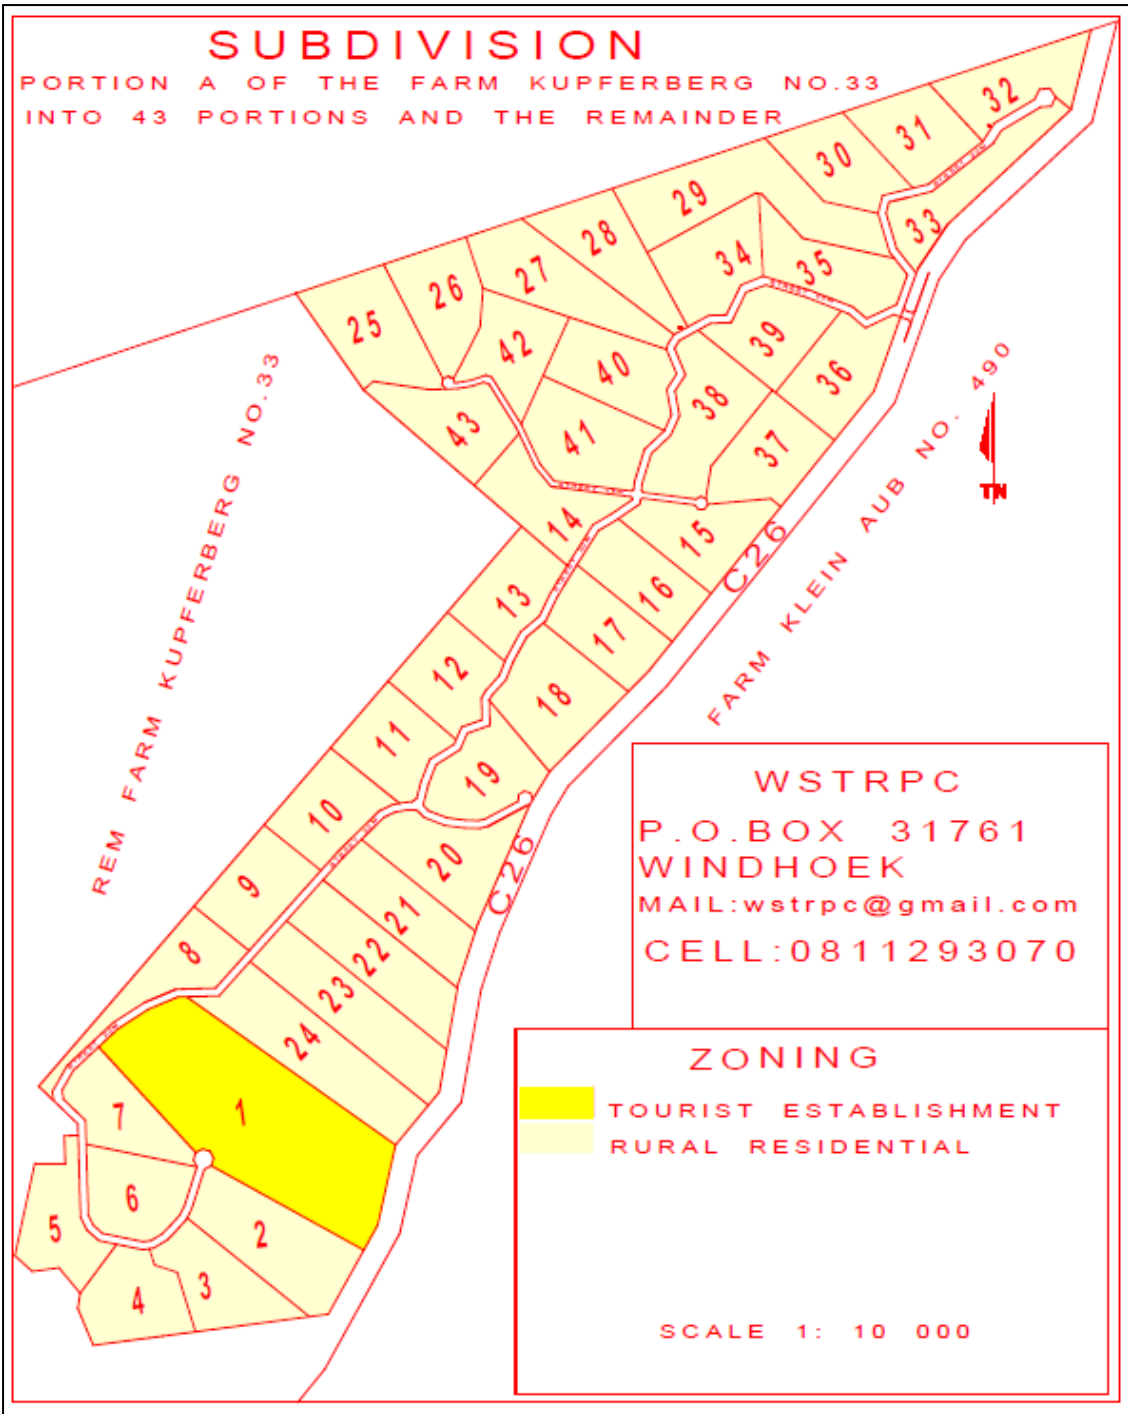 SUBDIVISION
PORTION A OF THE FARM KUPFERBERG NO.33
INTO 43 PORTIONS AND THE REMAINDER
32
31
30
29
33
28
34
35
27
26
25
42
40
39
36
38
43
41
37
14
15
C26
13
16
17
12
18
11
19
10
20
C26
9
21
22
8
23
24
1
7
6
5
2
3
4
REM FARM KUPFERBERG NO.33
FARM KLEIN AUB NO. 490
TN
WSTRPC
P.O.BOX 31761
WINDHOEK
MAIL:wstrpc@gmail.com
CELL:0811293070
ZONING
TOURIST ESTABLISHMENT
RURAL RESIDENTIAL
SCALE 1: 10 000